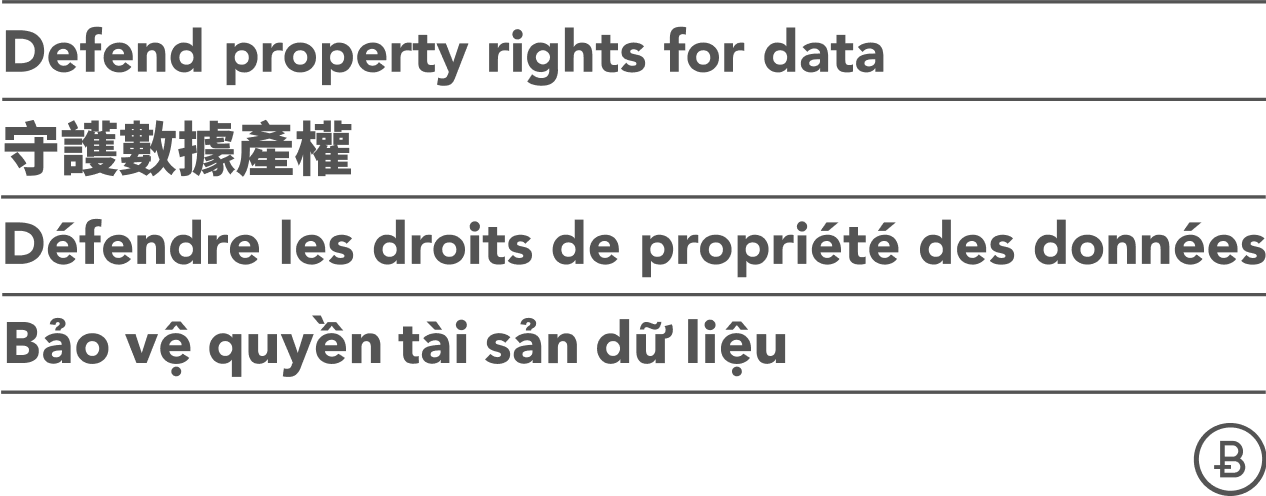 Defend property rights for data
守護數據產權
Défendre les droits de propriété des données
Bảo vệ quyền tài sản dữ liệu
Ƀ